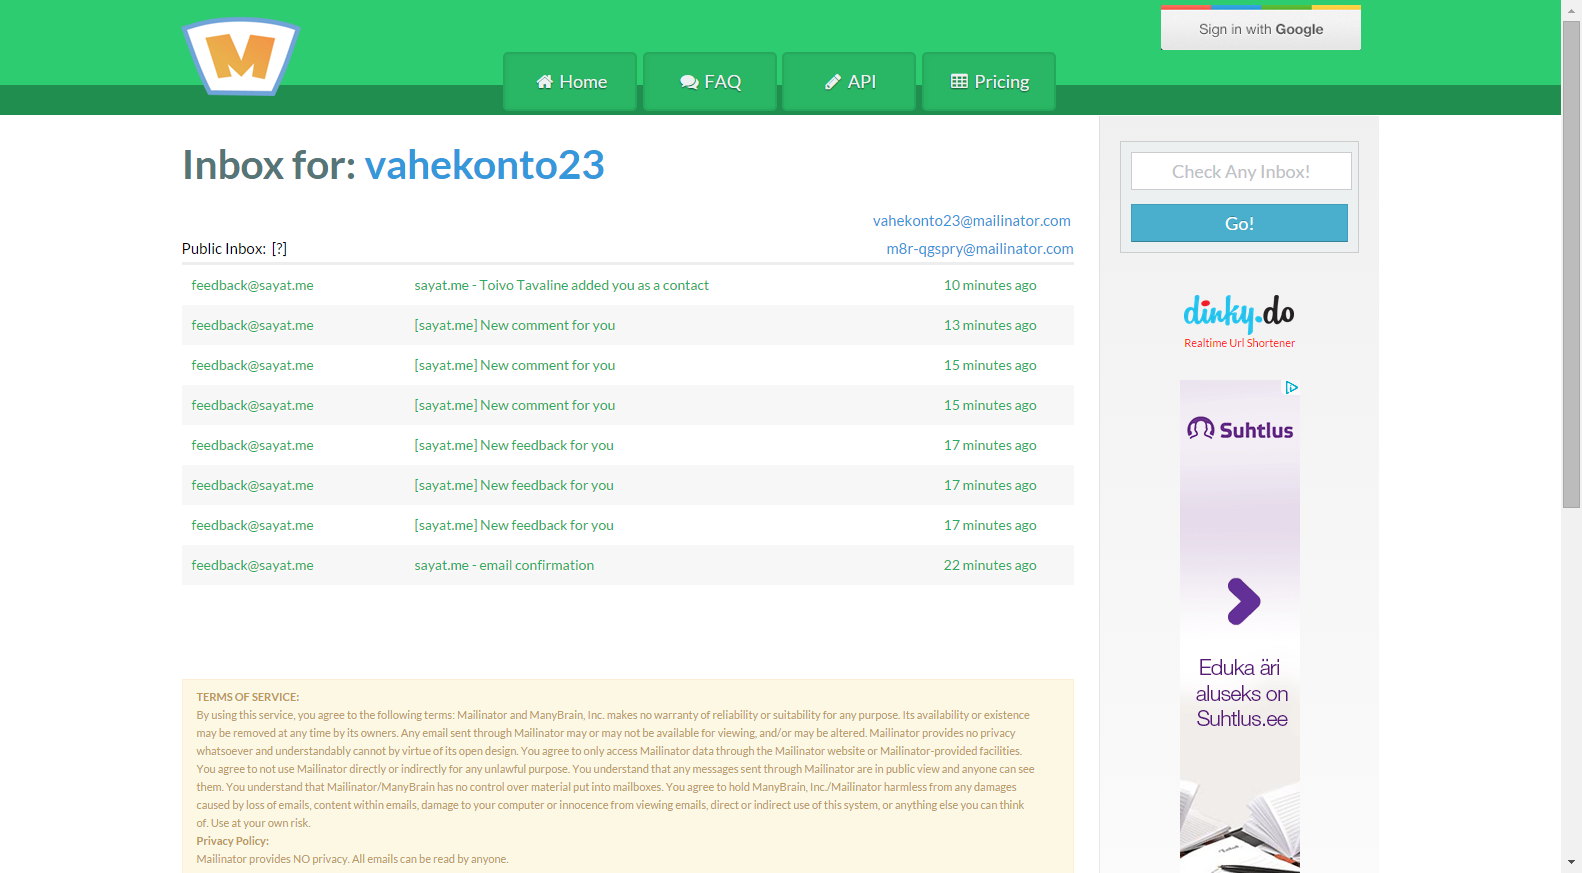 M
Sign in with Google
Home
FAQ
API
Pricing
Inbox for: vahekonto23
vahekonto23@mailinator.com
Public Inbox: [?]
m8r-qgspry@mailinator.com
feedback@sayat.me sayat.me - Toivo Tavaline added you as a contact 10 minutes ago
feedback@sayat.me [sayat.me] New comment for you 13 minutes ago
feedback@sayat.me [sayat.me] New comment for you 15 minutes ago
feedback@sayat.me [sayat.me] New comment for you 15 minutes ago
feedback@sayat.me [sayat.me] New feedback for you 17 minutes ago
feedback@sayat.me [sayat.me] New feedback for you 17 minutes ago
feedback@sayat.me [sayat.me] New feedback for you 17 minutes ago
feedback@sayat.me sayat.me - email confirmation 22 minutes ago
TERMS OF SERVICE:
By using this service, you agree to the following terms: Mailinator and ManyBrain, Inc. makes no warranty of reliability or suitability for any purpose. Its availability or existence
may be removed at any time by its owners. Any email sent through Mailinator may or may not be available for viewing, and/or may be altered. Mailinator provides no privacy
whatsoever and understandably cannot by virtue of its open design. You agree to only access Mailinator data through the Mailinator website or Mailinator-provided facilities.
You agree to not use Mailinator directly or indirectly for any unlawful purpose. You understand that any messages sent through Mailinator are in public view and anyone can see
them. You understand that Mailinator/ManyBrain has no control over material put into mailboxes. You agree to hold ManyBrain, Inc./Mailinator harmless from any damages
caused by loss of emails, content within emails, damage to your computer or innocence from viewing emails, direct or indirect use of this system, or anything else you can think
of. Use at your own risk.
Privacy Policy:
Mailinator provides NO privacy. All emails can be read by anyone.
Check Any Inbox!
Go!
dinky.do
Realtime Url Shortener
Suhtlus
Eduka äri
aluseks on
Suhtlus.ee